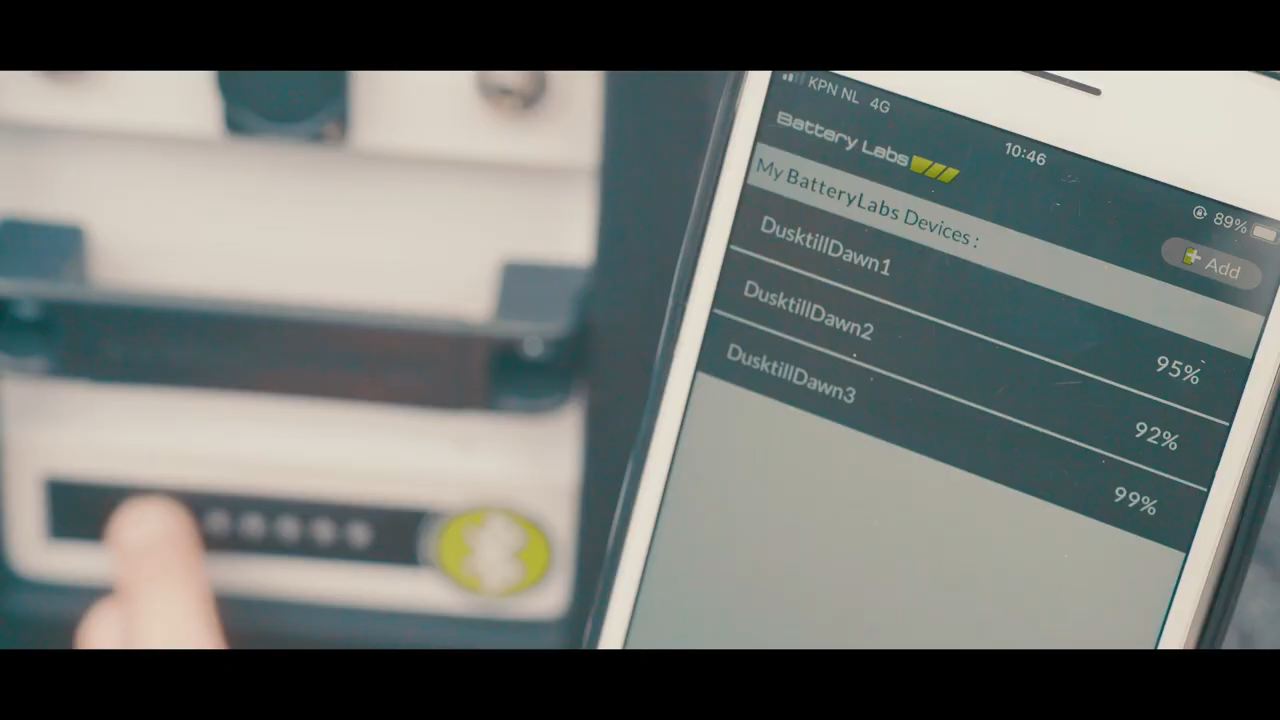 KPN NL 4G
10:46
89%
Battery Labs
My BatteryLabs Devices :
Add
DusktillDawn1
95%
DusktillDawn2
92%
DusktillDawn3
99%